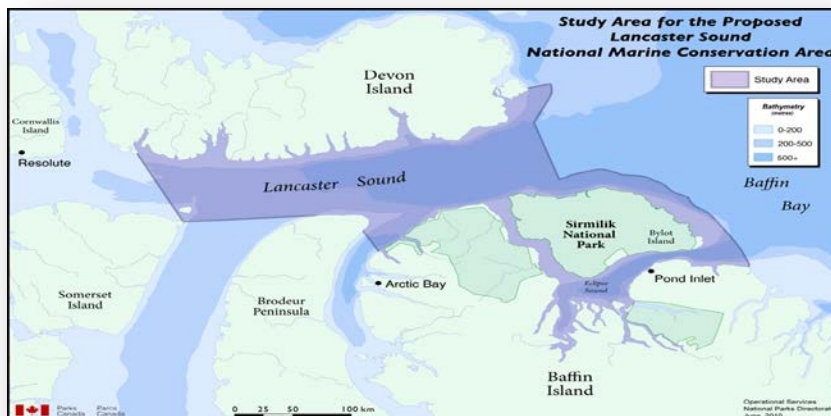 Study Area for the Proposed
Lancaster Sound
National Marine Conservation Area
Study Area
Bathymetry
(metres)
0-200
200-500
500+
Devon
Island
Cornwallis
Island
Resolute
Lancaster Sound
Baffin
Bay
Sirmilik
National
Park
Bylot
Island
Eclipse
Sound
Pond Inlet
Arctic Bay
Somerset
Island
Brodeur
Peninsula
Baffin
Island
Parks
Canada
Parcs
Canada
0 25 50 100 km
Operational Services
National Parks Directorate
June, 2010